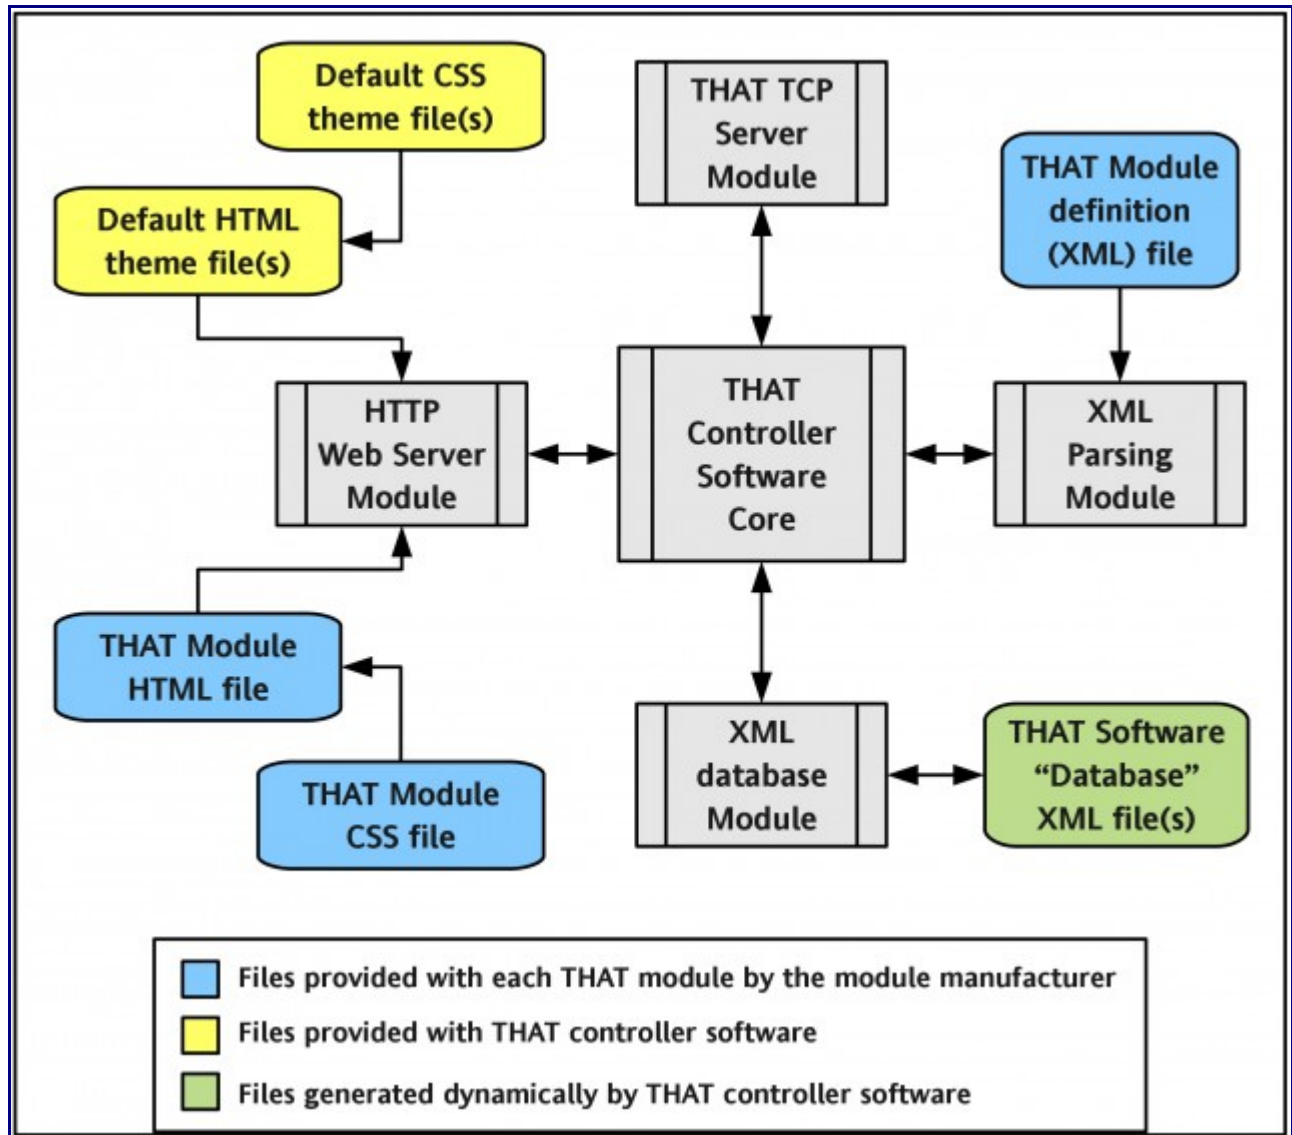 Default CSS
theme file(s)
Default HTML
theme file(s)
THAT TCP
Server
Module
THAT Module
definition
(XML) file
HTTP
Web Server
Module
THAT
Controller
Software
Core
XML
Parsing
Module
THAT Module
HTML file
THAT Module
CSS file
XML
database
Module
THAT Software
“Database”
XML file(s)
Files provided with each THAT module by the module manufacturer
Files provided with THAT controller software
Files generated dynamically by THAT controller software